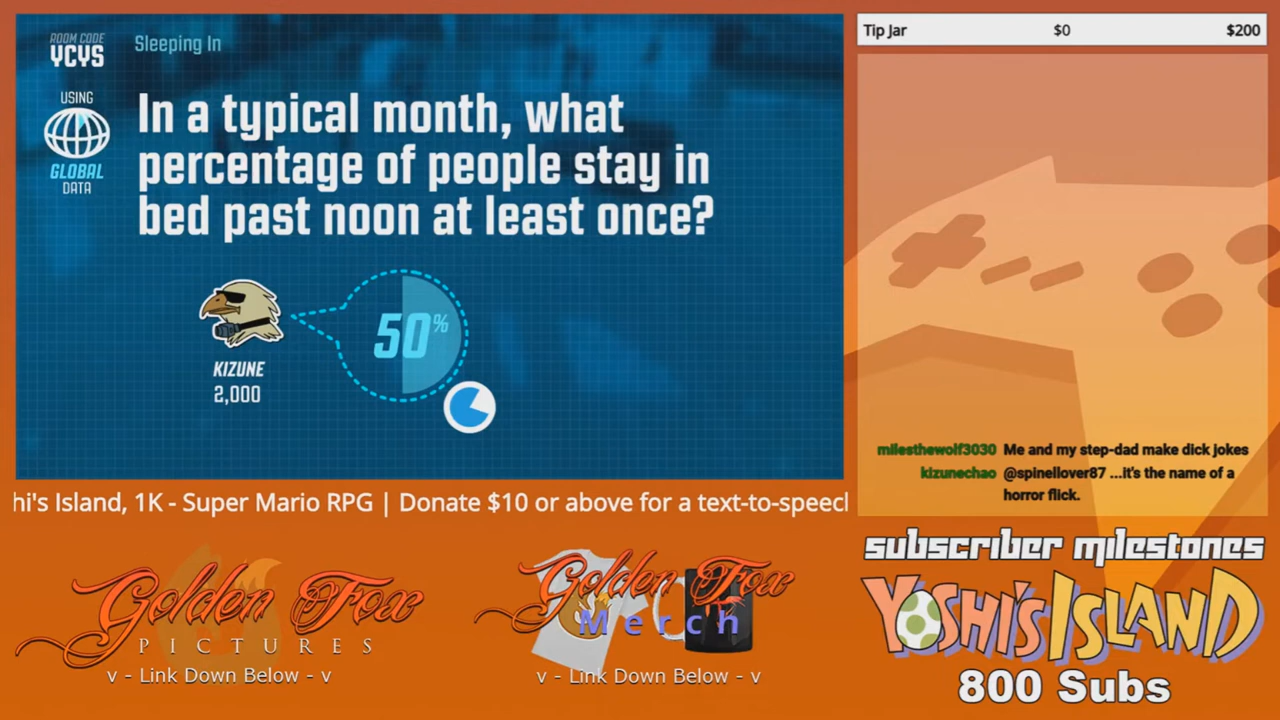 ROOM CODE
YCYS
Sleeping In
USING
GLOBAL
DATA
In a typical month, what
percentage of people stay in
bed past noon at least once?
50%
KIZUNE
2,000
Tip Jar $0 $200
milesthewolf3030 Me and my step-dad make dick jokes
kizunechao @spinellover87 ...it's the name of a
horror flick.
hi's Island, 1K - Super Mario RPG | Donate $10 or above for a text-to-speech
Golden Fox
PICTURES
v - Link Down Below - v
Golden Fox
Merch
v - Link Down Below - v
subscriber milestones
YOSHI'S ISLAND
800 Subs